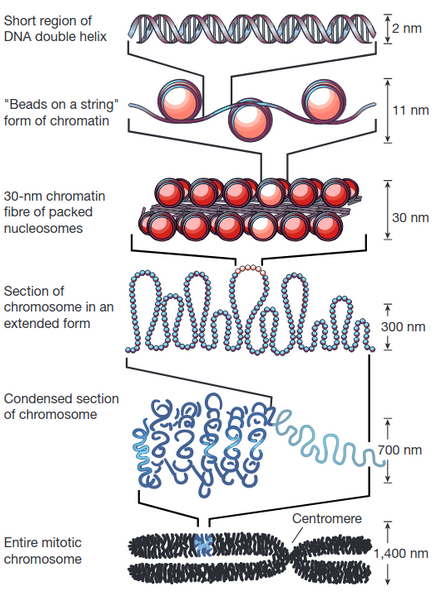 Short region of
DNA double helix
2 nm
"Beads on a string"
form of chromatin
11 nm
30-nm chromatin
fibre of packed
nucleosomes
30 nm
Section of
chromosome in an
extended form
300 nm
Condensed section
of chromosome
700 nm
Centromere
Entire mitotic
chromosome
1,400 nm